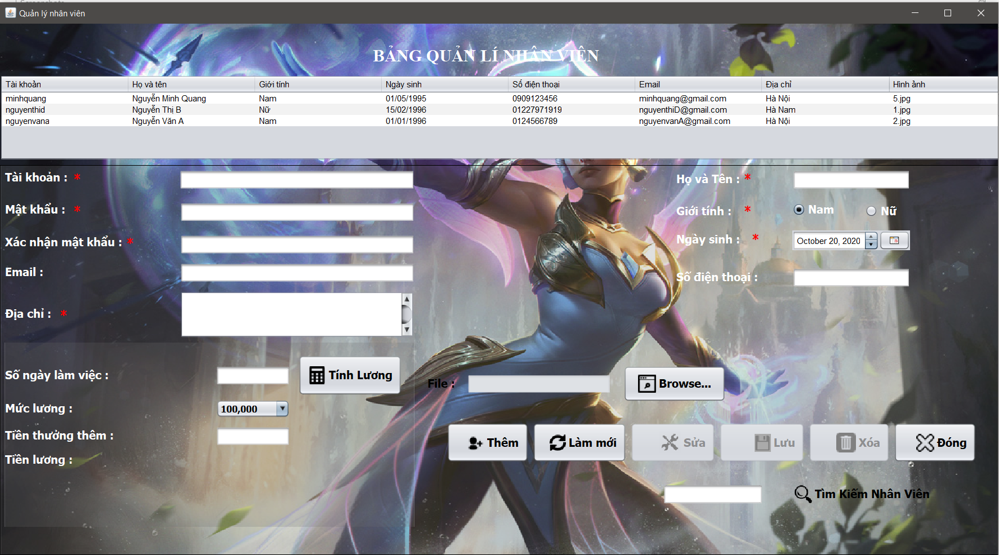 Quản lý nhân viên
BẢNG QUẢN LÍ NHÂN VIÊN
Tài khoản Họ và tên Giới tính Ngày sinh Số điện thoại Email Địa chỉ Hình ảnh
minhquang Nguyễn Minh Quang Nam 01/05/1995 0909123456 minhquang@gmail.com Hà Nội 5.jpg
nguyenthid Nguyễn Thị B Nữ 15/02/1996 01227971919 nguyenthiD@gmail.com Hà Nam 1.jpg
nguyenvana Nguyễn Văn A Nam 01/01/1996 0124566789 nguyenvanA@gmail.com Hà Nội 2.jpg
Tài khoản : *
Họ và Tên : *
Mật khẩu : *
Giới tính : * Nam Nữ
Xác nhận mật khẩu : *
Ngày sinh : * October 20, 2020
Email :
Số điện thoại :
Địa chỉ : *
Số ngày làm việc : Tính Lương
File : Browse...
Mức lương : 100,000
Tiền thưởng thêm :
Thêm Làm mới Sửa Lưu Xóa Đóng
Tiền lương :
Tìm Kiếm Nhân Viên